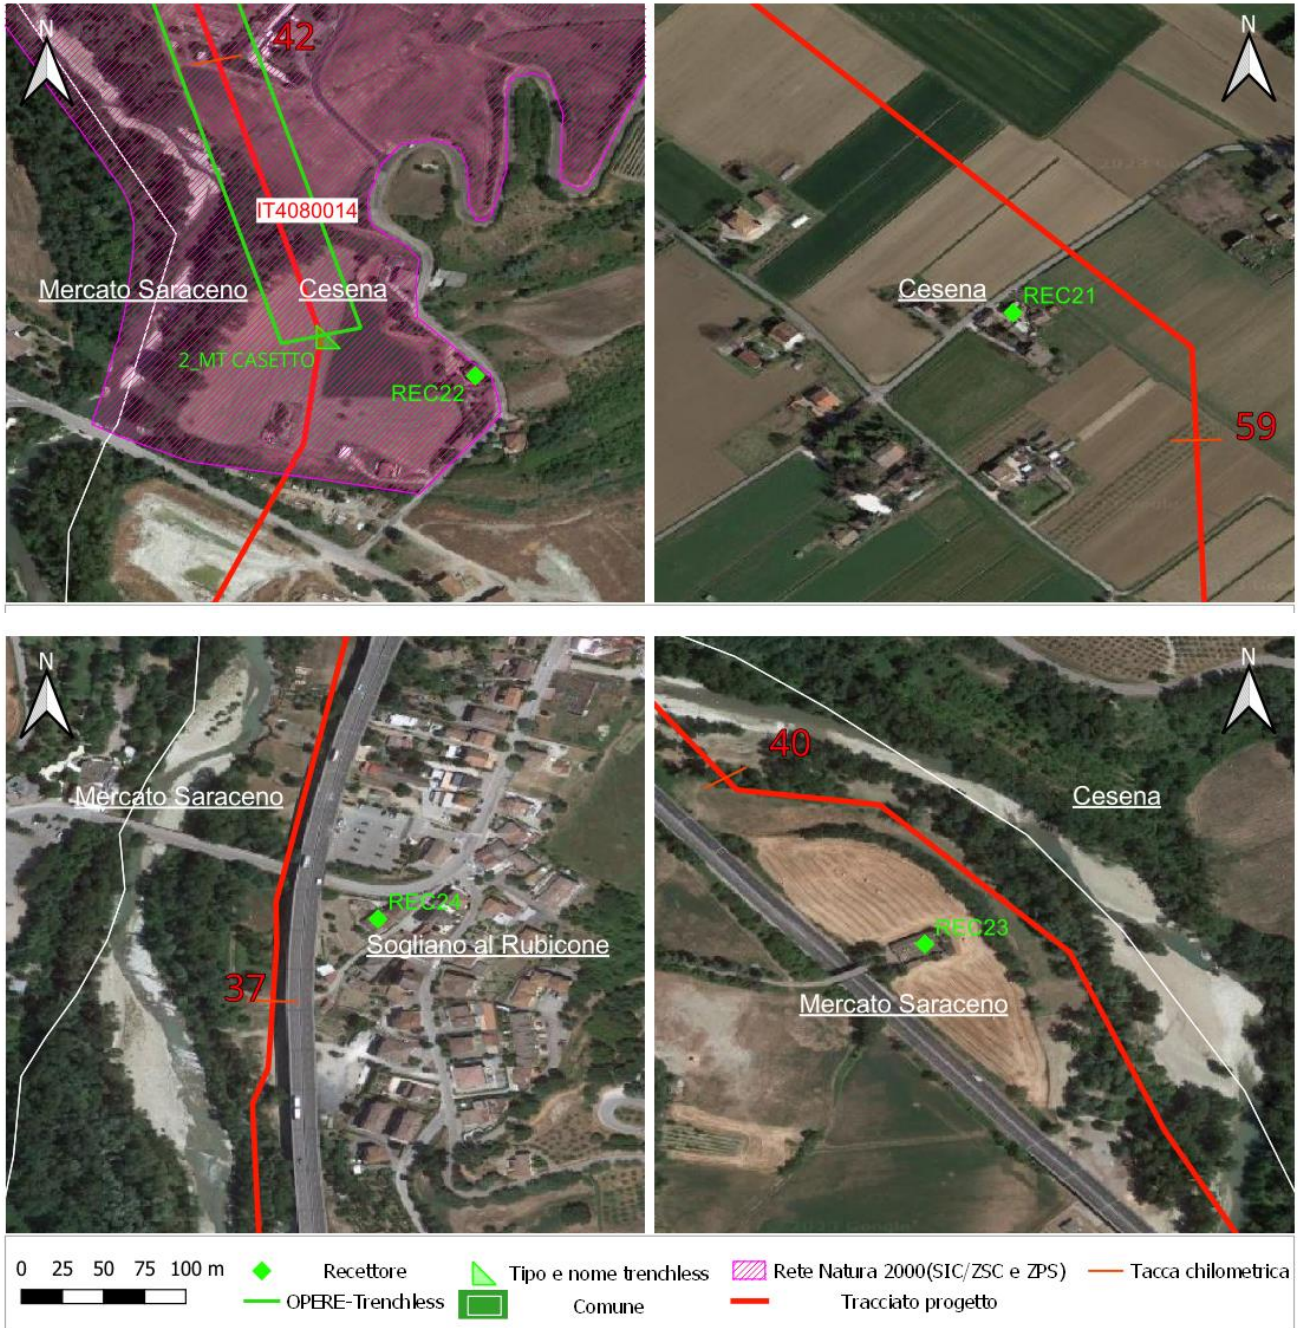 N
42
IT4080014
Mercato Saraceno
Cesena
2_MT CASETTO
REC22
N
Cesena
REC21
59
N
Mercato Saraceno
REC24
Sogliano al Rubicone
37
N
40
Cesena
REC23
Mercato Saraceno
0 25 50 75 100 m
Recettore
Tipo e nome trenchless
Rete Natura 2000(SIC/ZSC e ZPS)
Tacca chilometrica
OPERE-Trenchless
Comune
Tracciato progetto